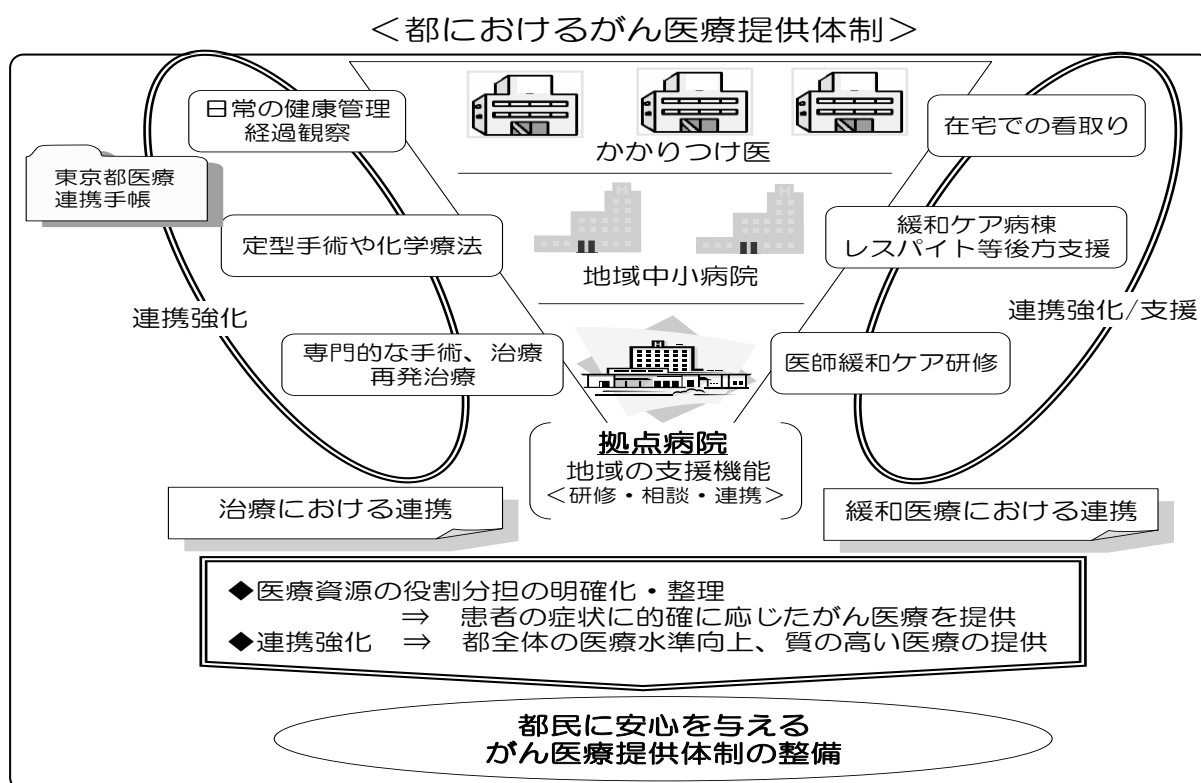 ＜都におけるがん医療提供体制＞
日常の健康管理
経過観察
かかりつけ医
在宅での看取り
東京都医療
連携手帳
定型手術や化学療法
地域中小病院
緩和ケア病棟
レスパイト等後方支援
連携強化
連携強化/支援
専門的な手術、治療
再発治療
医師緩和ケア研修
拠点病院
地域の支援機能
＜研修・相談・連携＞
治療における連携
緩和医療における連携
◆医療資源の役割分担の明確化・整理
⇒ 患者の症状に的確に応じたがん医療を提供
◆連携強化 ⇒ 都全体の医療水準向上、質の高い医療の提供
都民に安心を与える
がん医療提供体制の整備